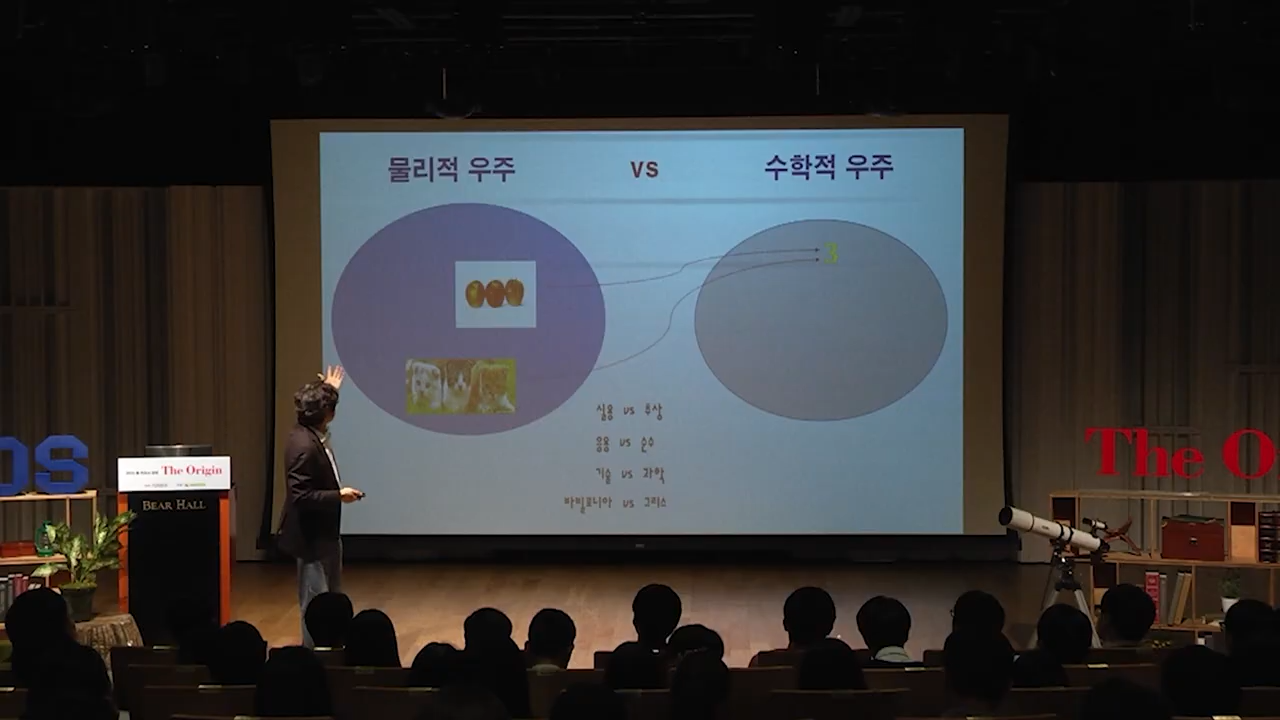 물리적 우주 VS 수학적 우주
3
실용 vs 추상
응용 vs 순수
기술 vs 과학
바빌로니아 vs 그리스
OS
The Origin
BEAR HALL
The O